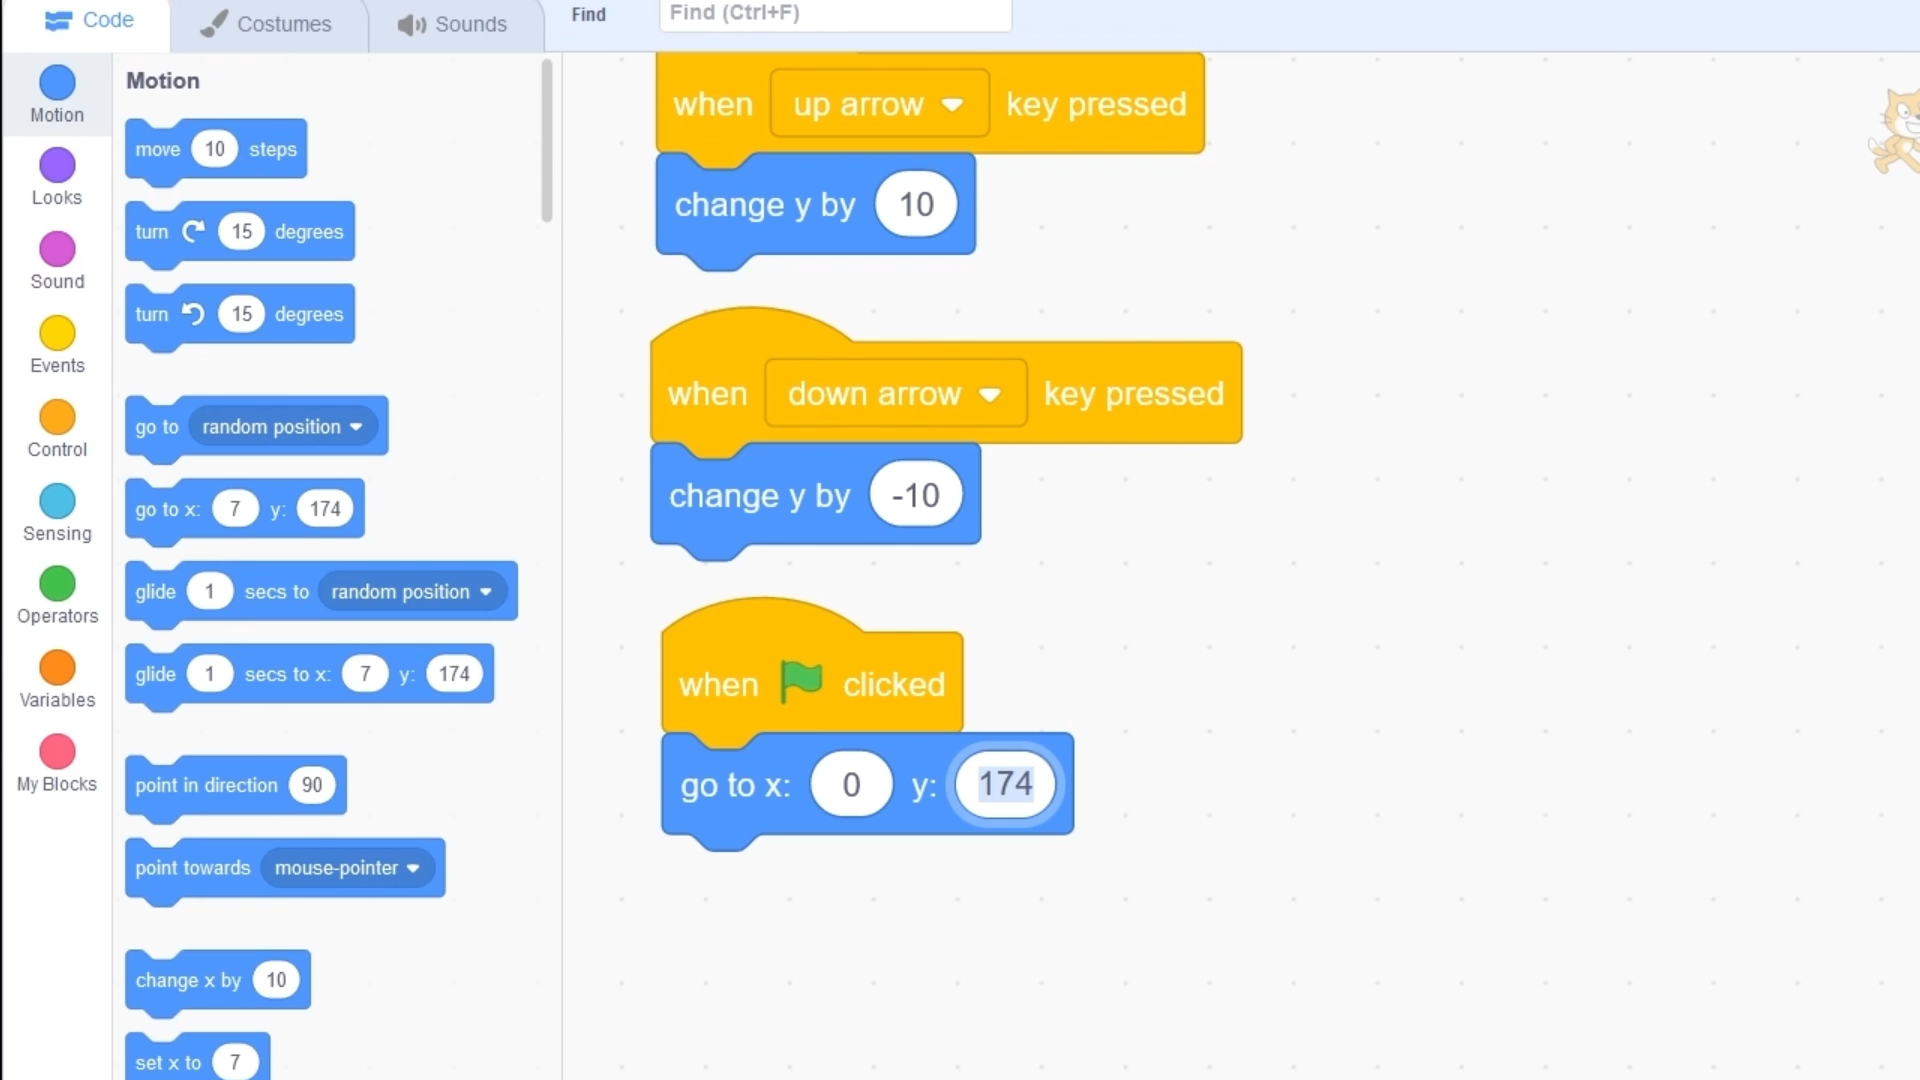 Code
Costumes
Sounds
Find
Find (Ctrl+F)
Motion
Looks
Sound
Events
Control
Sensing
Operators
Variables
My Blocks
Motion
move 10 steps
turn 15 degrees
turn 15 degrees
go to random position
go to x: 7 y: 174
glide 1 secs to random position
glide 1 secs to x: 7 y: 174
point in direction 90
point towards mouse-pointer
change x by 10
set x to 7
when up arrow key pressed
change y by 10
when down arrow key pressed
change y by -10
when clicked
go to x: 0 y: 174